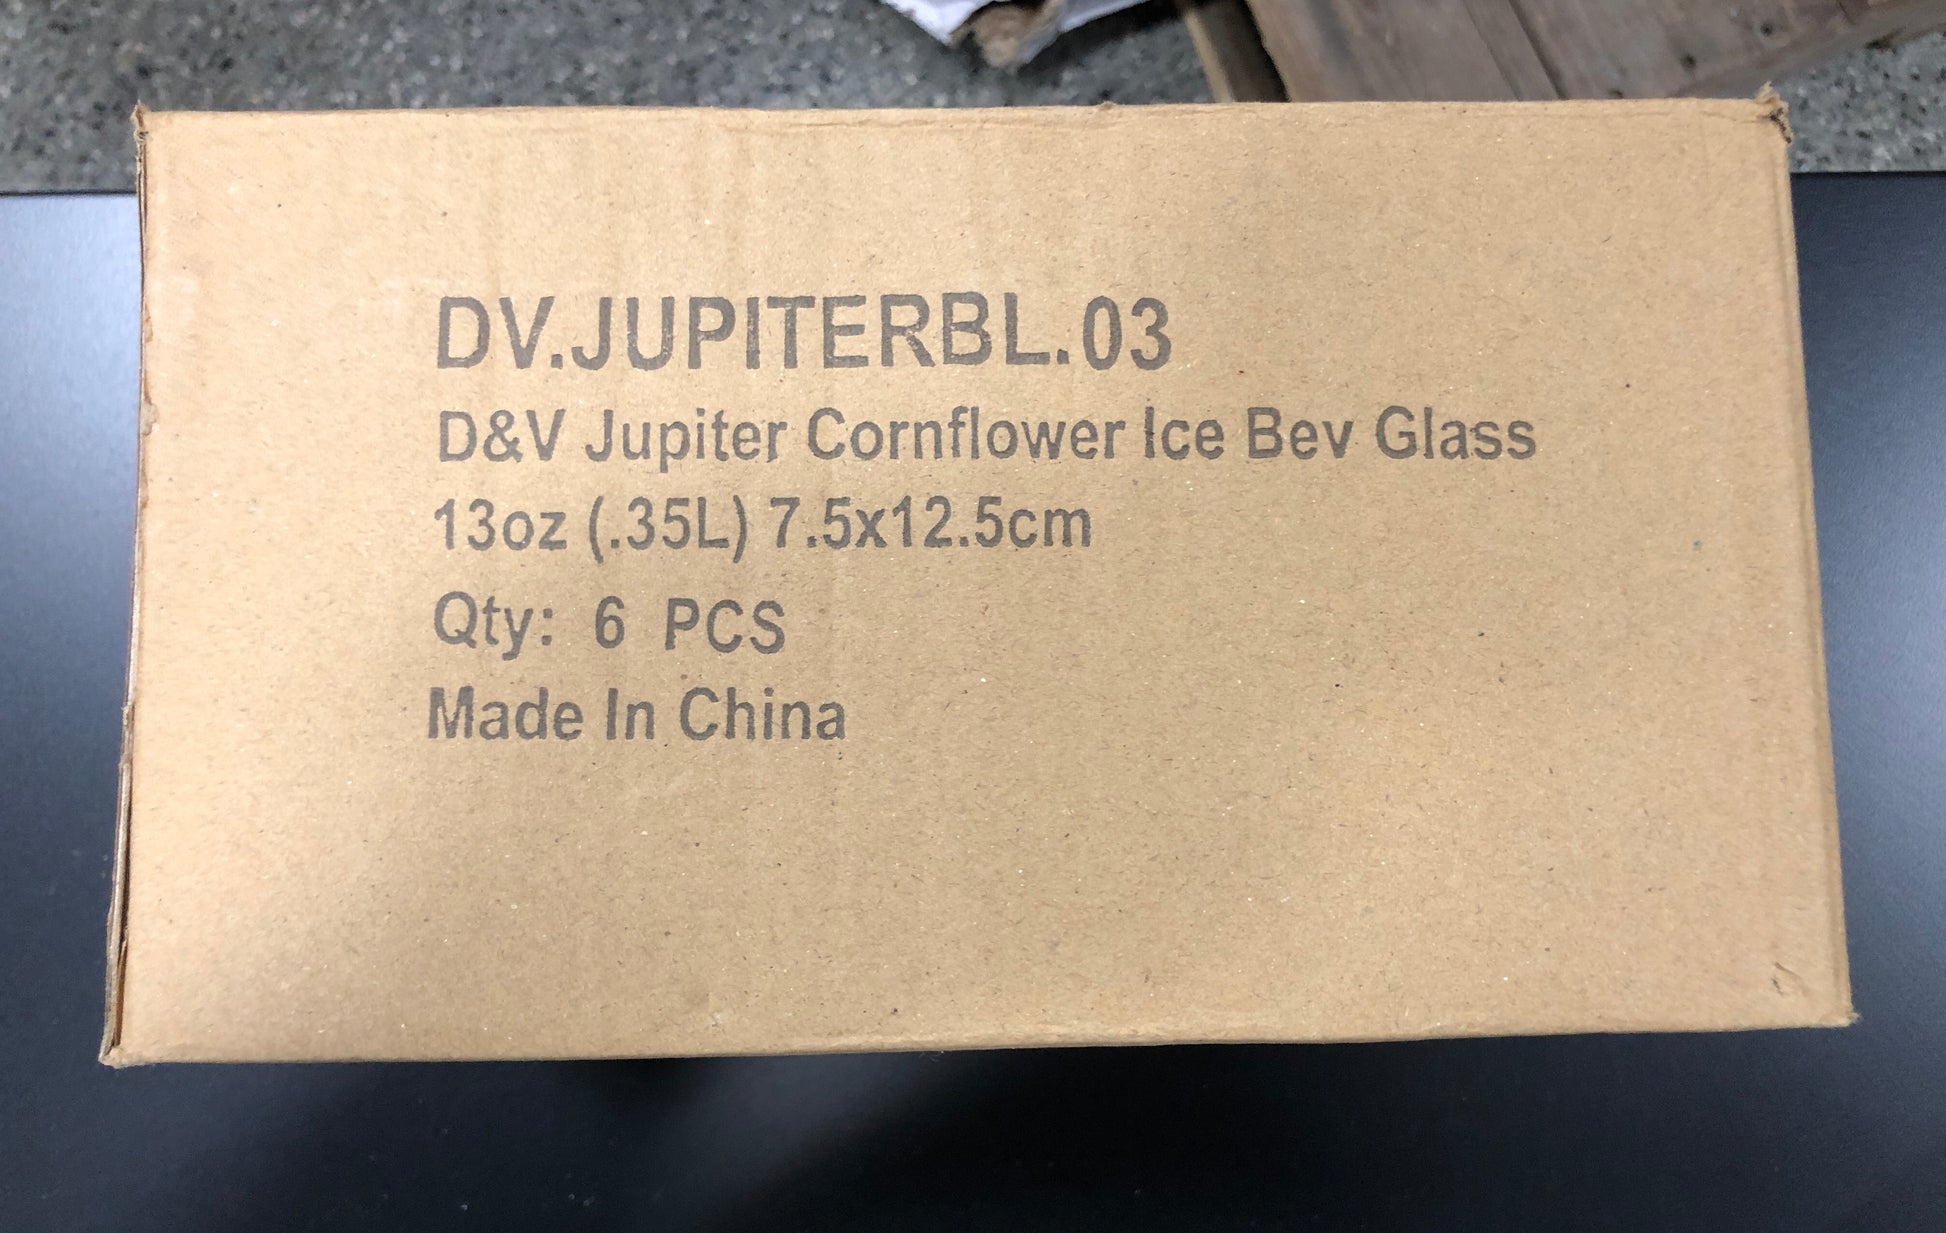 DV.JUPITERBL.03
D&V Jupiter Cornflower Ice Bev Glass
13oz (.35L) 7.5x12.5cm
Qty: 6 PCS
Made In China